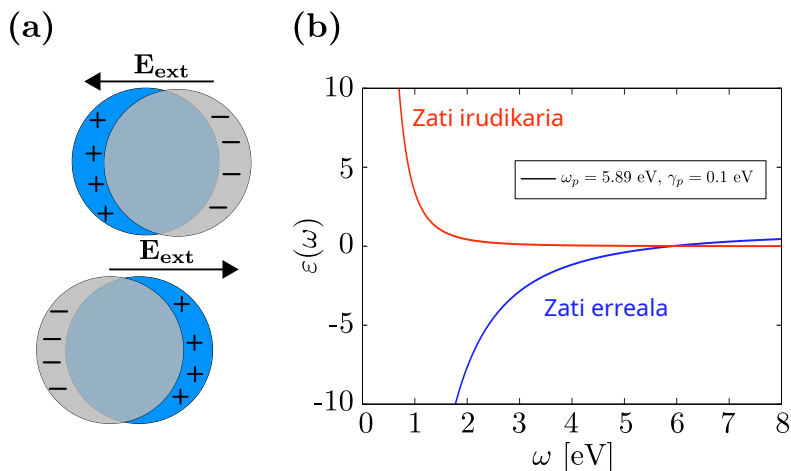 (a)
E_ext
+
+
+
+
−
−
−
−
E_ext
−
−
−
−
+
+
+
+
(b)
10
5
0
-5
-10
ε(ω)
Zati irudikaria
ω_p = 5.89 eV, γ_p = 0.1 eV
Zati erreala
0 1 2 3 4 5 6 7 8
ω [eV]